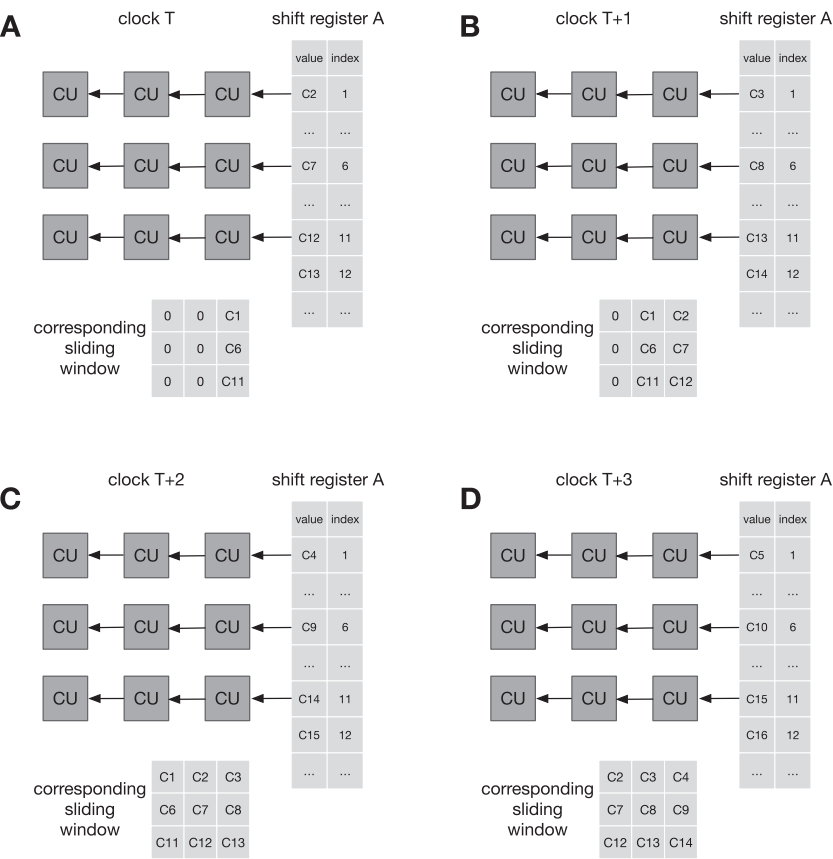 A
clock T
shift register A
value index
CU CU CU C2 1
... ...
CU CU CU C7 6
... ...
CU CU CU C12 11
C13 12
... ...
corresponding
sliding
window
0 0 C1
0 0 C6
0 0 C11
B
clock T+1
shift register A
value index
CU CU CU C3 1
... ...
CU CU CU C8 6
... ...
CU CU CU C13 11
C14 12
... ...
corresponding
sliding
window
0 C1 C2
0 C6 C7
0 C11 C12
C
clock T+2
shift register A
value index
CU CU CU C4 1
... ...
CU CU CU C9 6
... ...
CU CU CU C14 11
C15 12
... ...
corresponding
sliding
window
C1 C2 C3
C6 C7 C8
C11 C12 C13
D
clock T+3
shift register A
value index
CU CU CU C5 1
... ...
CU CU CU C10 6
... ...
CU CU CU C15 11
C16 12
... ...
corresponding
sliding
window
C2 C3 C4
C7 C8 C9
C12 C13 C14